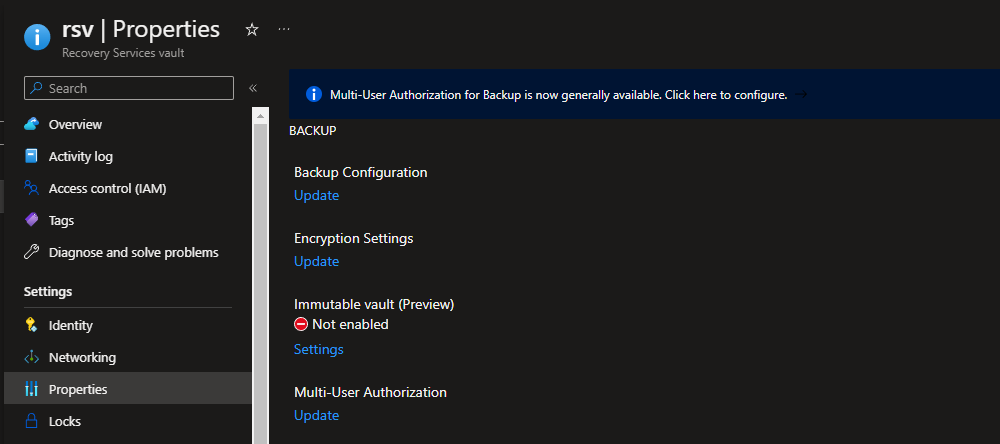 rsv | Properties
Recovery Services vault
Search
Overview
Activity log
Access control (IAM)
Tags
Diagnose and solve problems
Settings
Identity
Networking
Properties
Locks
Multi-User Authorization for Backup is now generally available. Click here to configure.
BACKUP
Backup Configuration
Update
Encryption Settings
Update
Immutable vault (Preview)
Not enabled
Settings
Multi-User Authorization
Update